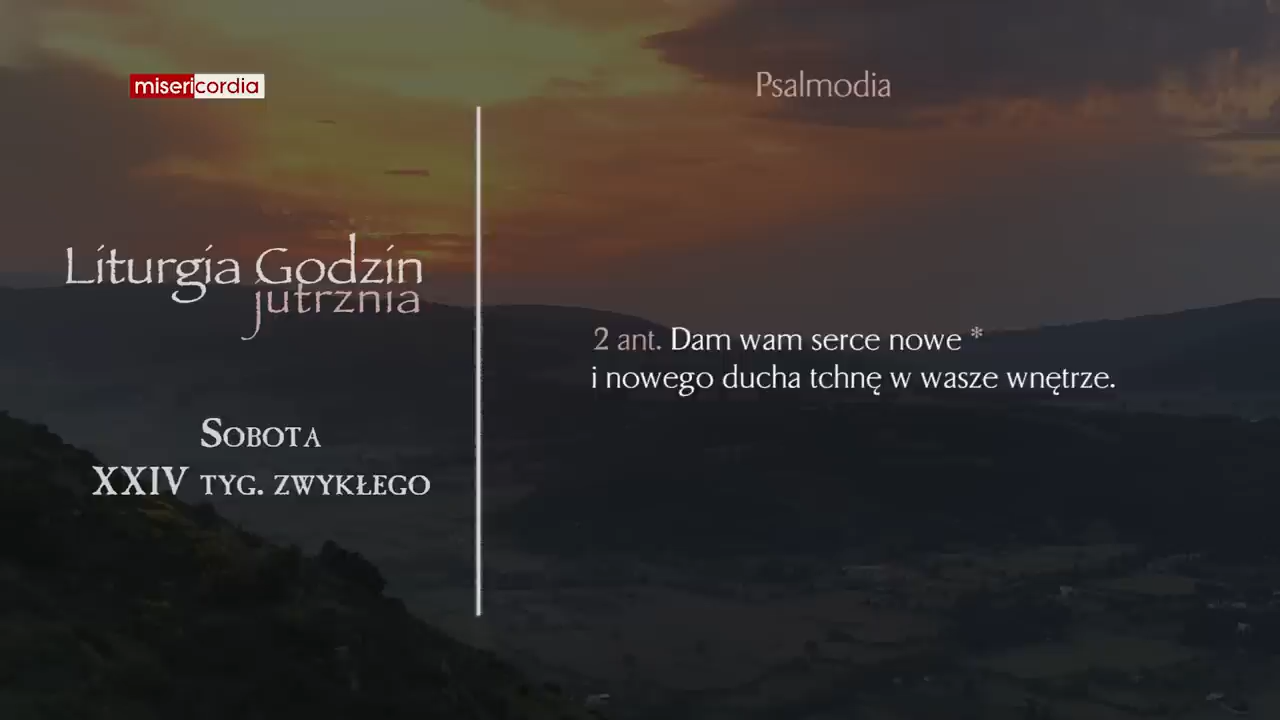 misericordia
Psalmodia
Liturgia Godzin
jutrznia
Sobota
XXIV tyg. zwykłego
2 ant. Dam wam serce nowe *
i nowego ducha tchnę w wasze wnętrze.